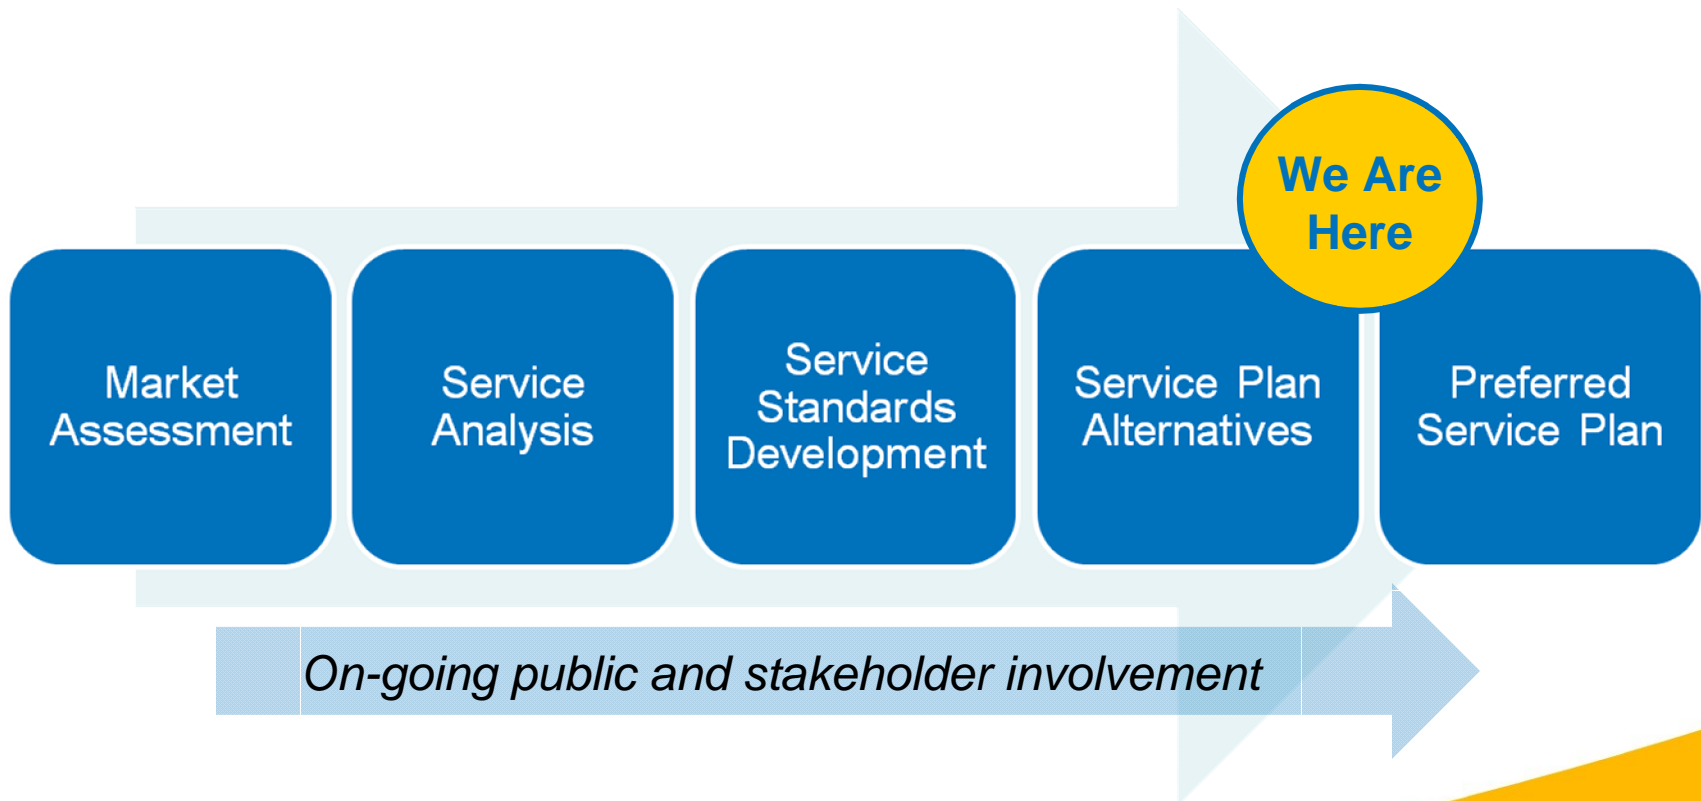 We Are
Here
Market
Assessment
Service
Analysis
Service
Standards
Development
Service Plan
Alternatives
Preferred
Service Plan
On-going public and stakeholder involvement